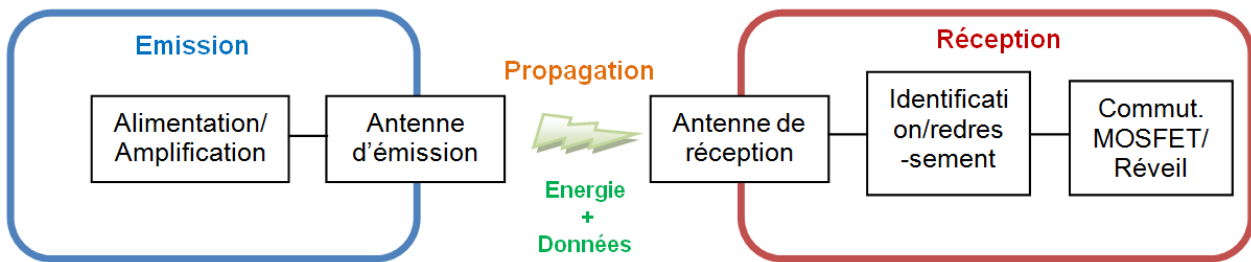 Emission
Alimentation/
Amplification
Antenne
d'émission
Propagation
Energie
+
Données
Réception
Antenne de
réception
Identificati
on/redres
-sement
Commut.
MOSFET/
Réveil